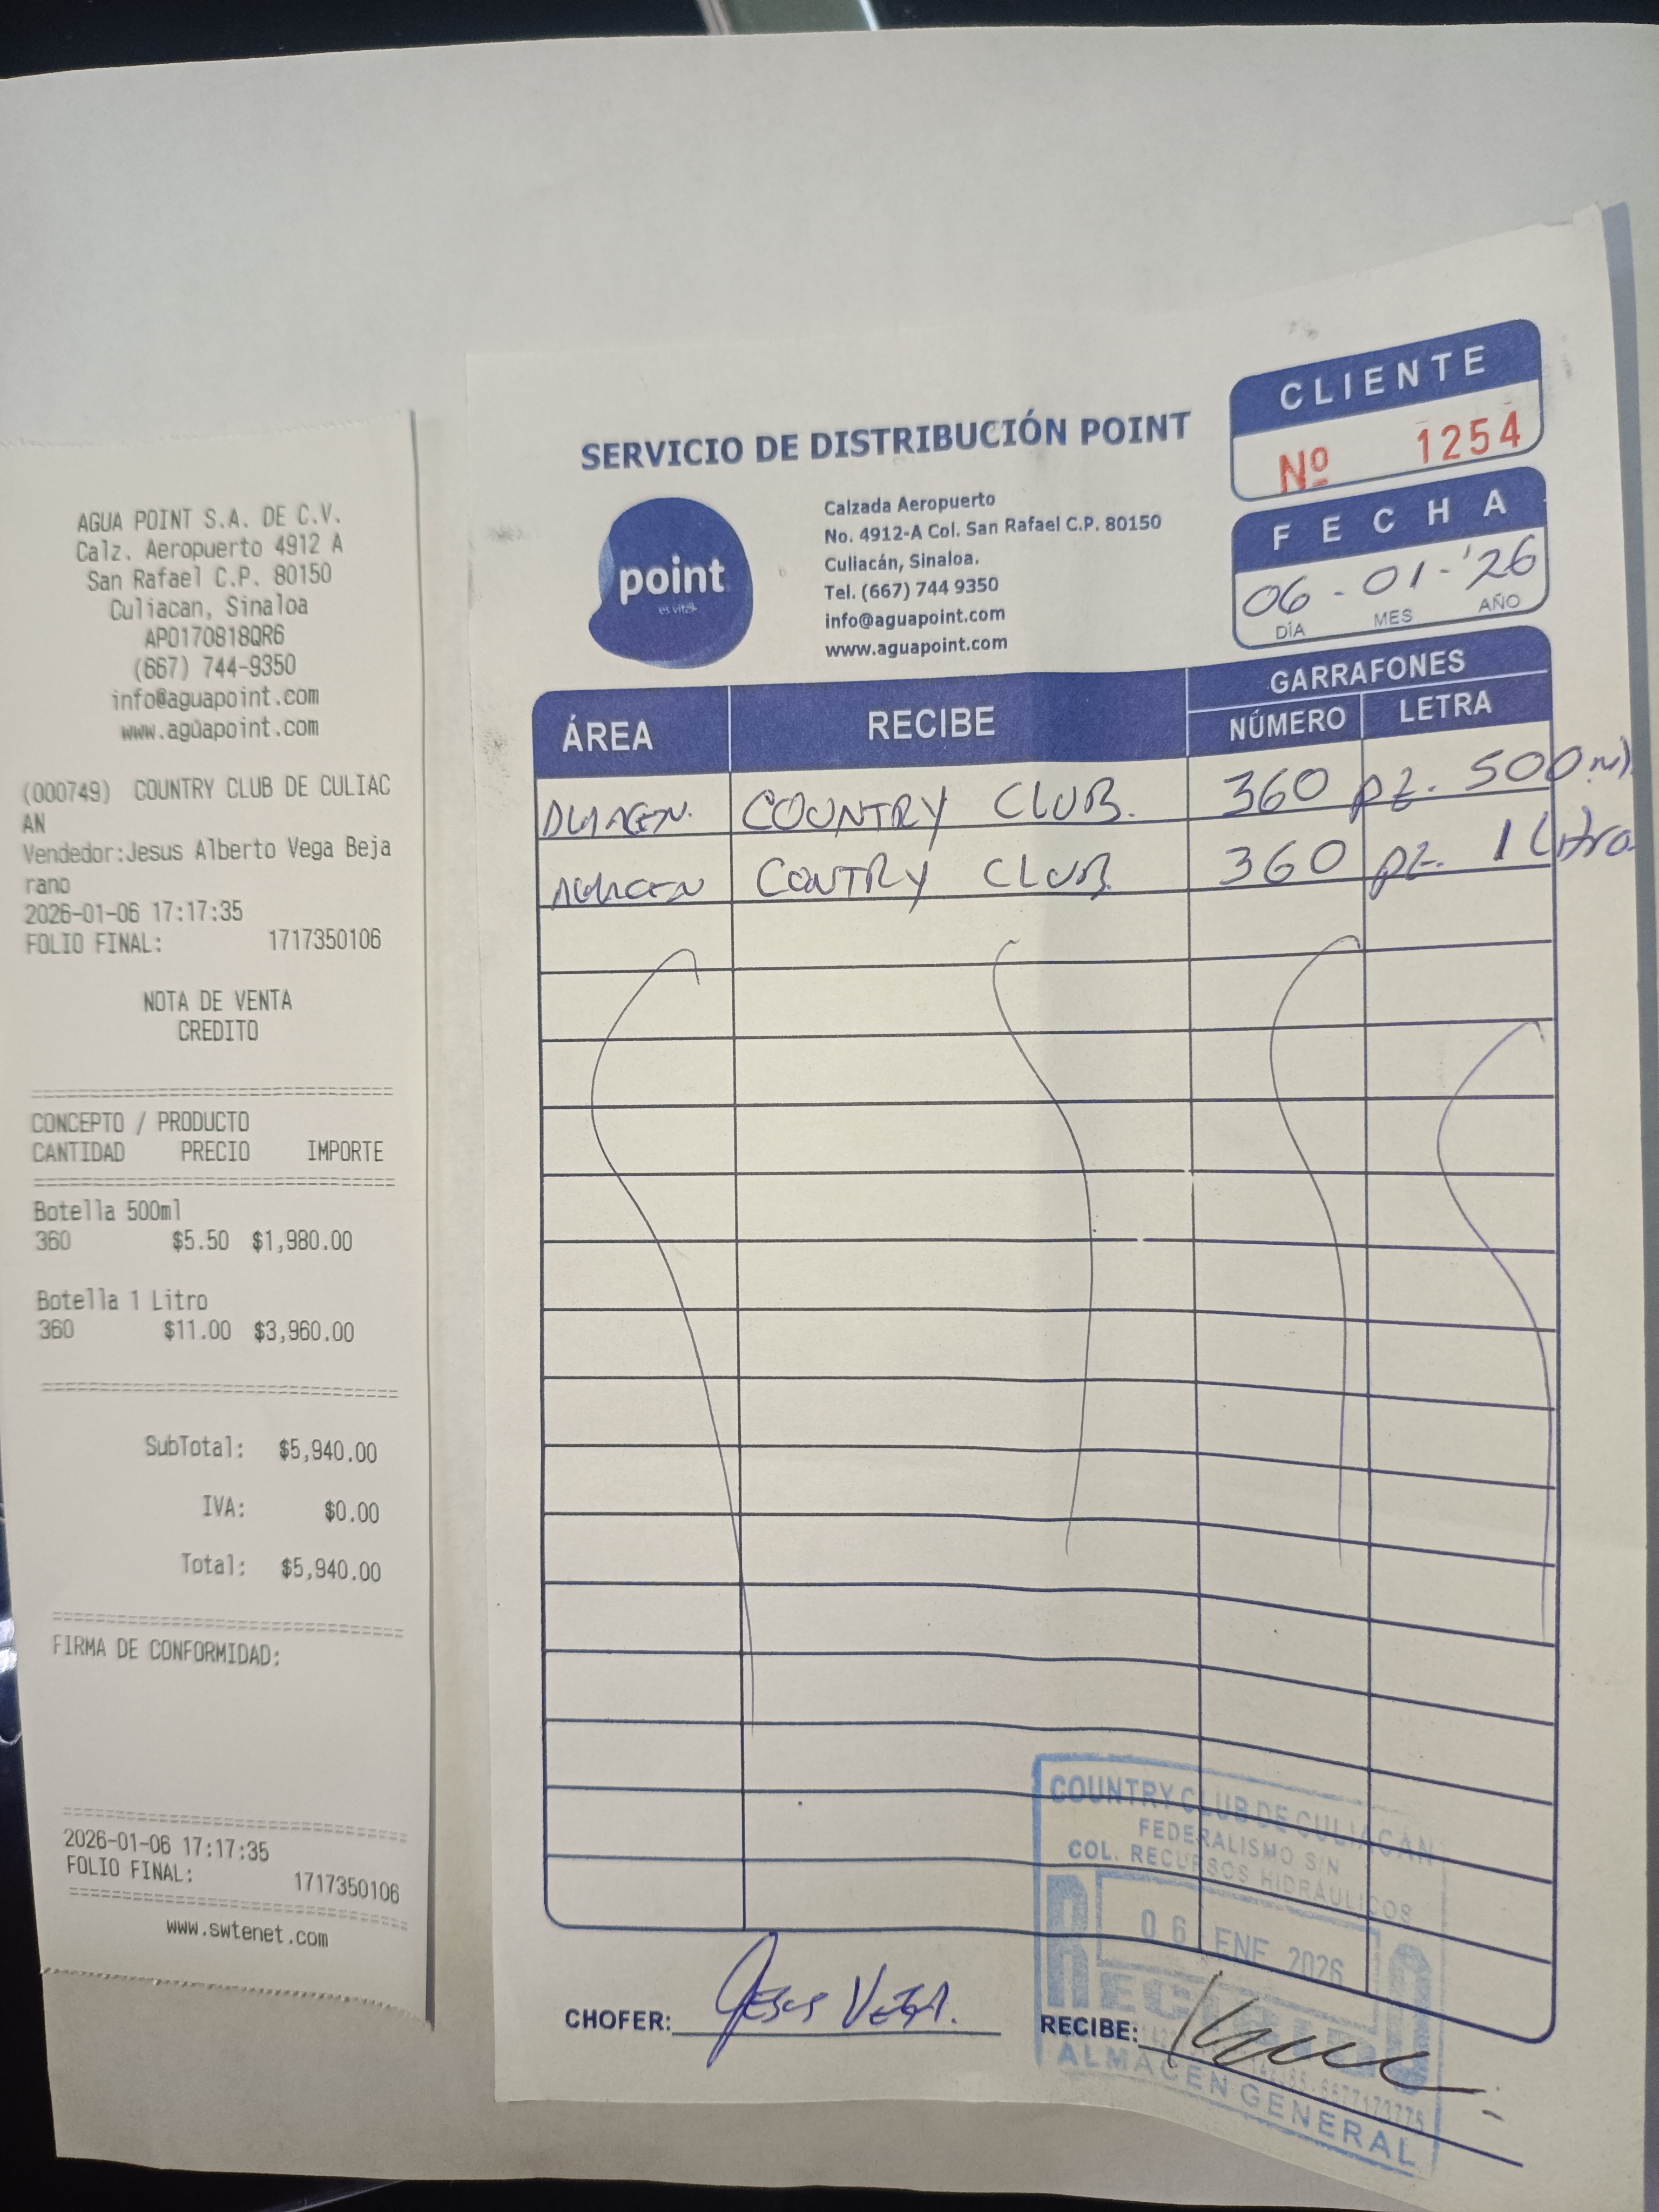 AGUA POINT S.A. DE C.V.
Calz. Aeropuerto 4912 A
San Rafael C.P. 80150
Culiacan, Sinaloa
APO170818QR6
(667) 744-9350
info@aguapoint.com
www.aguapoint.com
(000749) COUNTRY CLUB DE CULIAC
AN
Vendedor:Jesus Alberto Vega Beja
rano
2026-01-06 17:17:35
FOLIO FINAL: 1717350106
NOTA DE VENTA
CREDITO
CONCEPTO / PRODUCTO
CANTIDAD PRECIO IMPORTE
Botella 500ml
360 $5.50 $1,980.00
Botella 1 Litro
360 $11.00 $3,960.00
SubTotal: $5,940.00
IVA: $0.00
Total: $5,940.00
FIRMA DE CONFORMIDAD:
2026-01-06 17:17:35
FOLIO FINAL: 1717350106
www.swtenet.com
SERVICIO DE DISTRIBUCIÓN POINT
point
es vital
Calzada Aeropuerto
No. 4912-A Col. San Rafael C.P. 80150
Culiacán, Sinaloa.
Tel. (667) 744 9350
info@aguapoint.com
www.aguapoint.com
CLIENTE
Nº 1254
FECHA
06-01-'26
DÍA MES AÑO
ÁREA RECIBE GARRAFONES
NÚMERO LETRA
COUNTRY CLUB. 360 pz. 500 ml
ALMACEN CONTRY CLUB. 360 pz. 1 Litro.
COUNTRY CLUB DE CULIACAN
FEDERALISMO S/N
COL. RECURSOS HIDRÁULICOS
06 ENE 2026
RECIBIDO
ALMACEN GENERAL
CHOFER: Jesus Vega.
RECIBE: